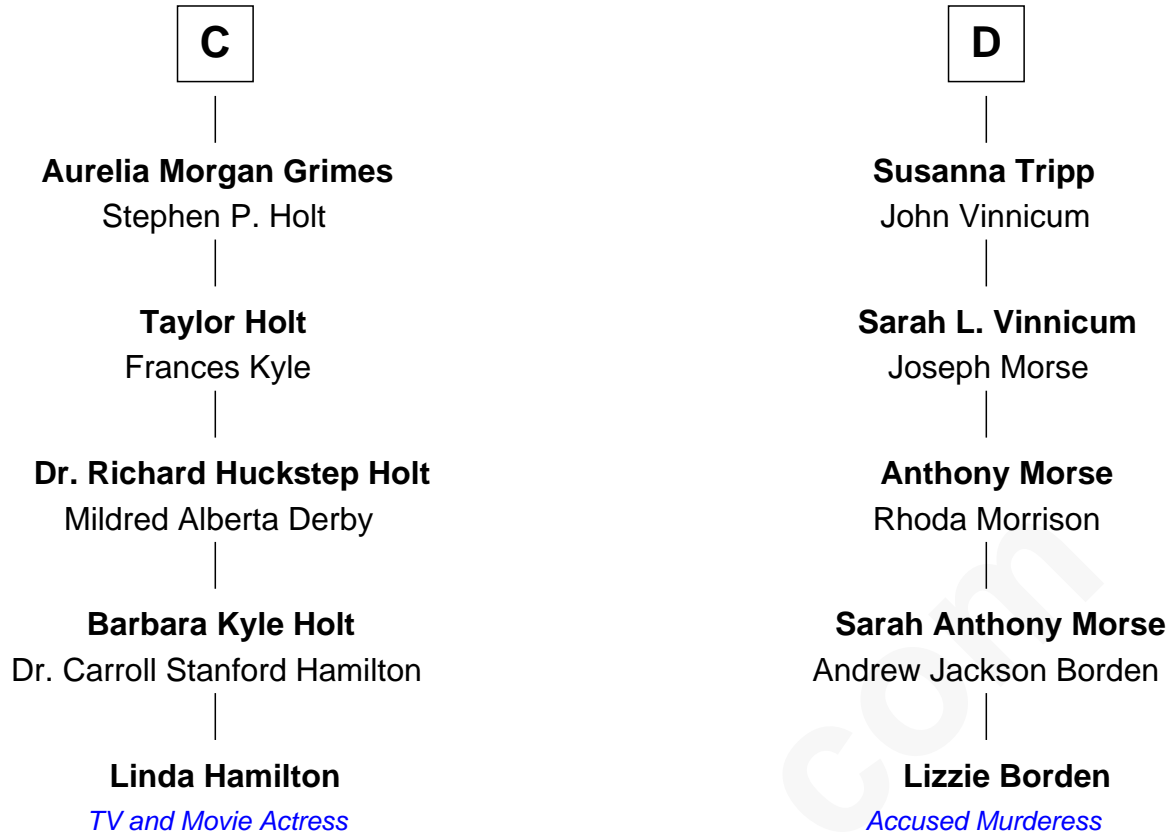 C
Aurelia Morgan Grimes
Stephen P. Holt
Taylor Holt
Frances Kyle
Dr. Richard Huckstep Holt
Mildred Alberta Derby
Barbara Kyle Holt
Dr. Carroll Stanford Hamilton
Linda Hamilton
TV and Movie Actress
D
Susanna Tripp
John Vinnicum
Sarah L. Vinnicum
Joseph Morse
Anthony Morse
Rhoda Morrison
Sarah Anthony Morse
Andrew Jackson Borden
Lizzie Borden
Accused Murderess
com